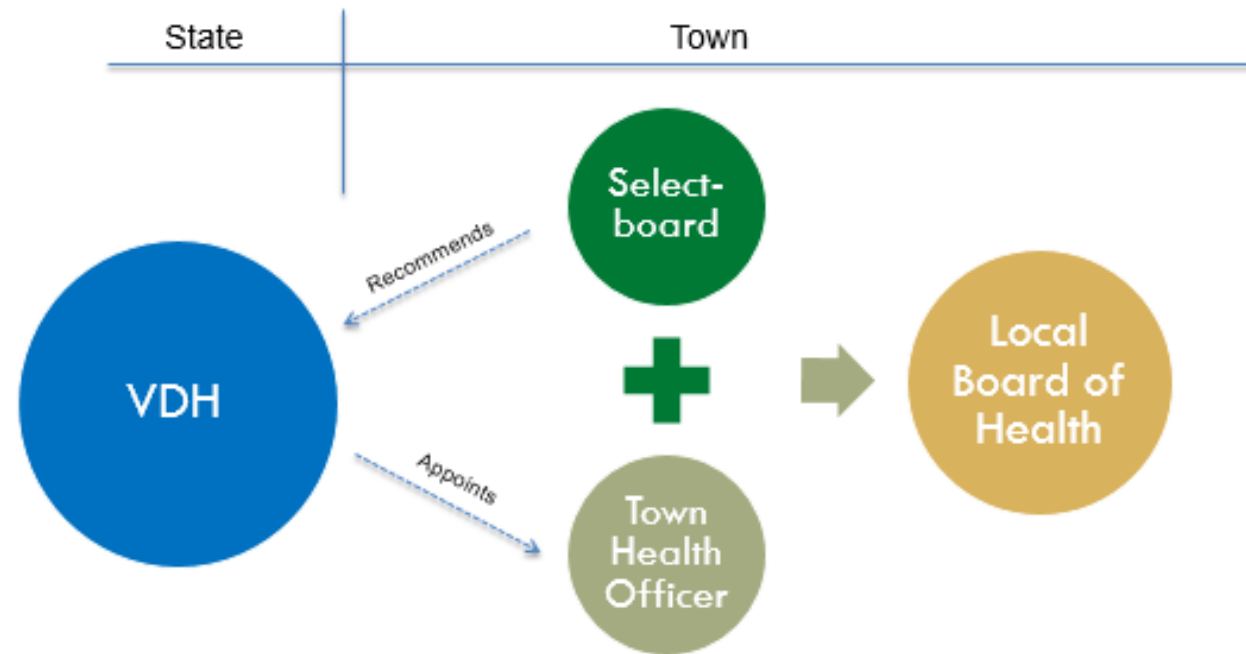 State
Town
Select-
board
Recommends
VDH
Local
Board of
Health
Appoints
Town
Health
Officer